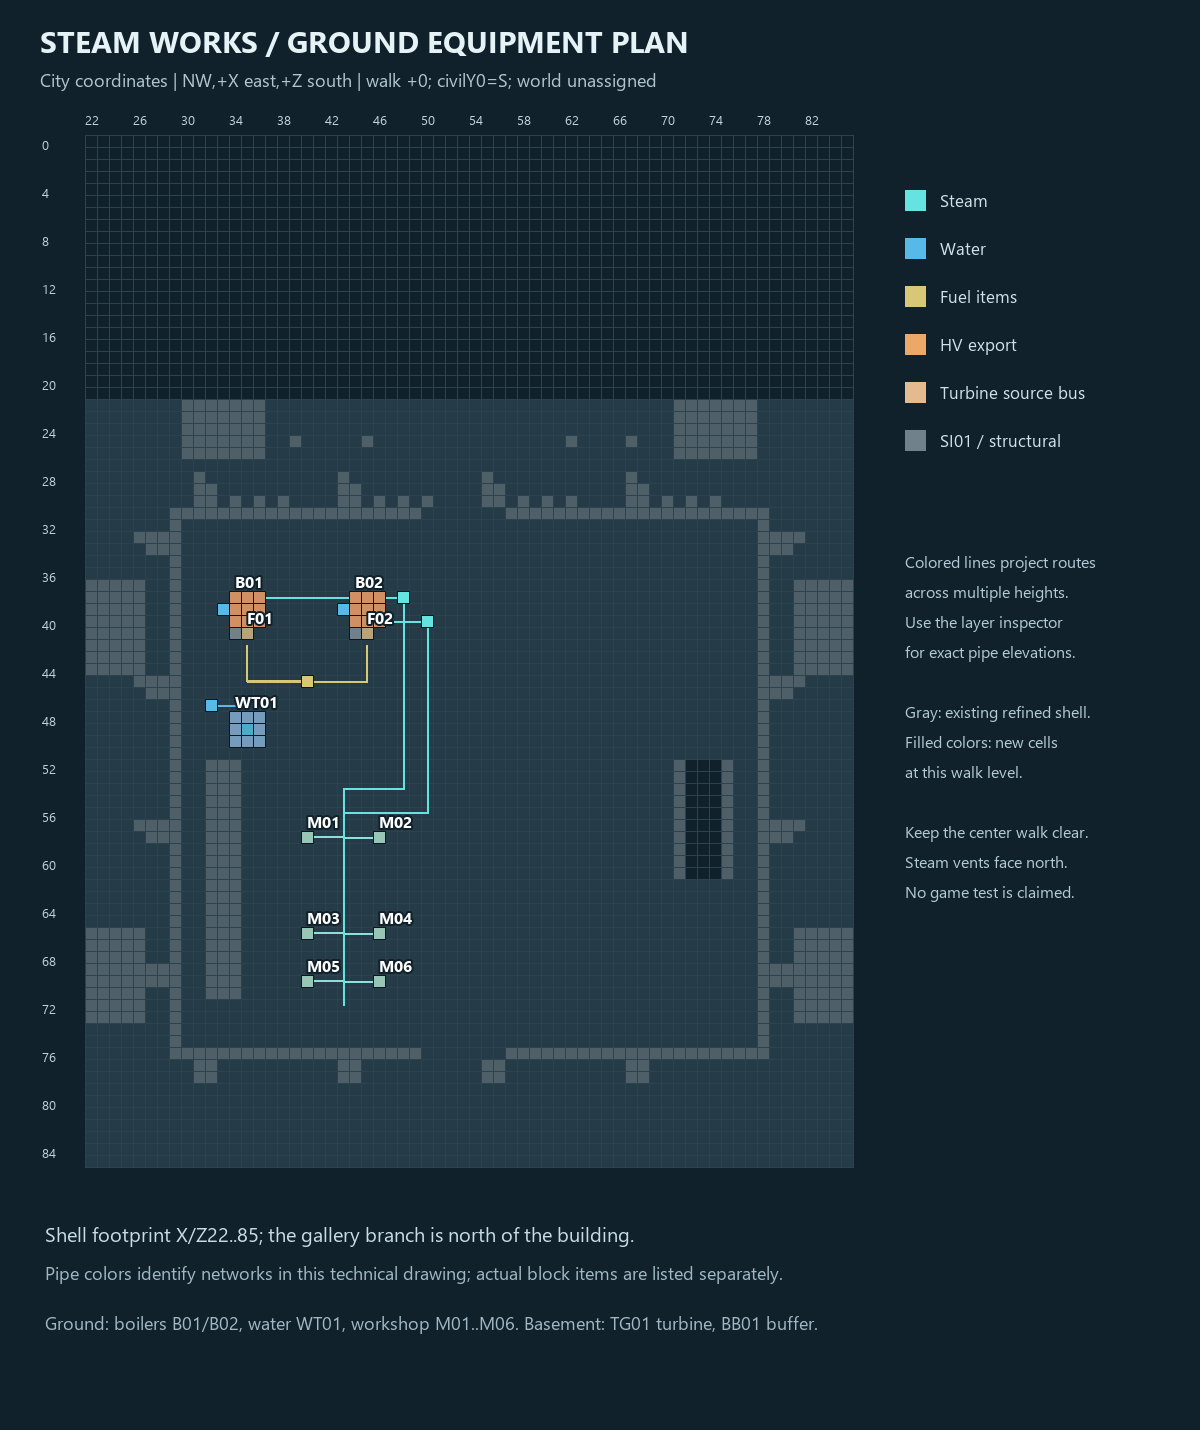 STEAM WORKS / GROUND EQUIPMENT PLAN
City coordinates | NW,+X east,+Z south | walk +0; civilY0=S; world unassigned
22 26 30 34 38 42 46 50 54 58 62 66 70 74 78 82
0
4
8
12
16
20
24
28
32
36
40
44
48
52
56
60
64
68
72
76
80
84
B01 B02
F01 F02
WT01
M01 M02
M03 M04
M05 M06
Steam
Water
Fuel items
HV export
Turbine source bus
SI01 / structural
Colored lines project routes
across multiple heights.
Use the layer inspector
for exact pipe elevations.
Gray: existing refined shell.
Filled colors: new cells
at this walk level.
Keep the center walk clear.
Steam vents face north.
No game test is claimed.
Shell footprint X/Z22..85; the gallery branch is north of the building.
Pipe colors identify networks in this technical drawing; actual block items are listed separately.
Ground: boilers B01/B02, water WT01, workshop M01..M06. Basement: TG01 turbine, BB01 buffer.